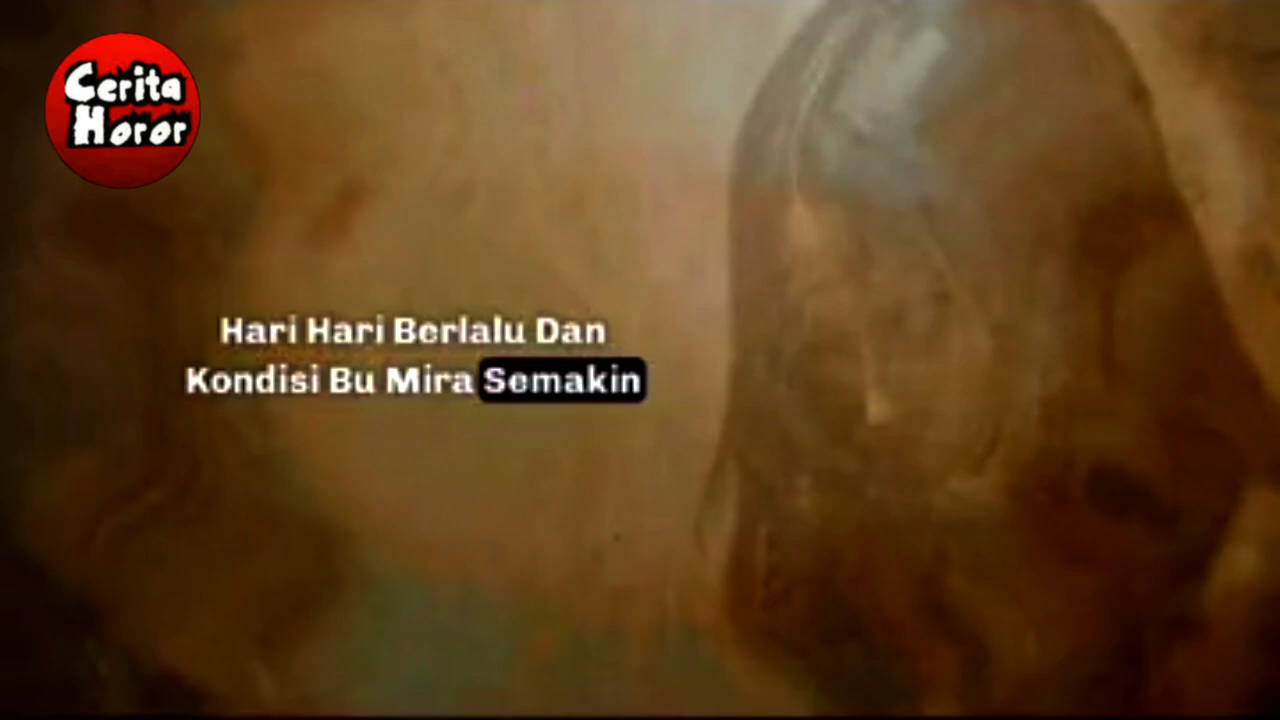 Cerita
Horor
Hari Hari Berlalu Dan
Kondisi Bu Mira Semakin